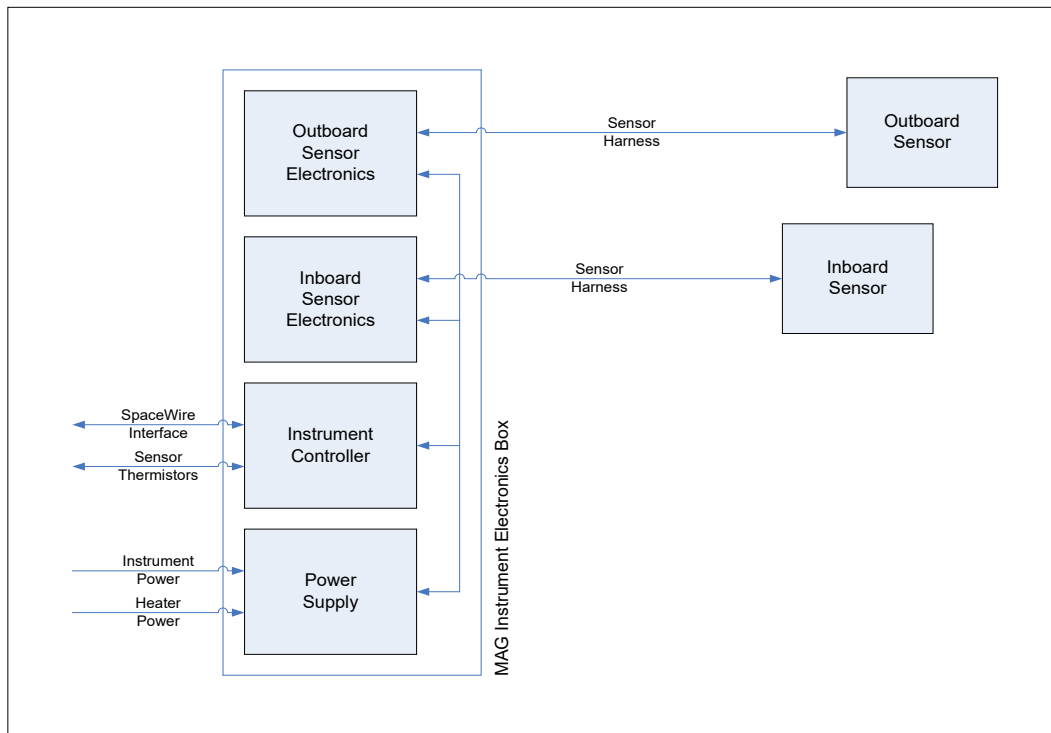 Outboard
Sensor
Electronics
Sensor
Harness
Outboard
Sensor
Inboard
Sensor
Electronics
Sensor
Harness
Inboard
Sensor
SpaceWire
Interface
Sensor
Thermistors
Instrument
Controller
Instrument
Power
Heater
Power
Power
Supply
MAG Instrument Electronics Box